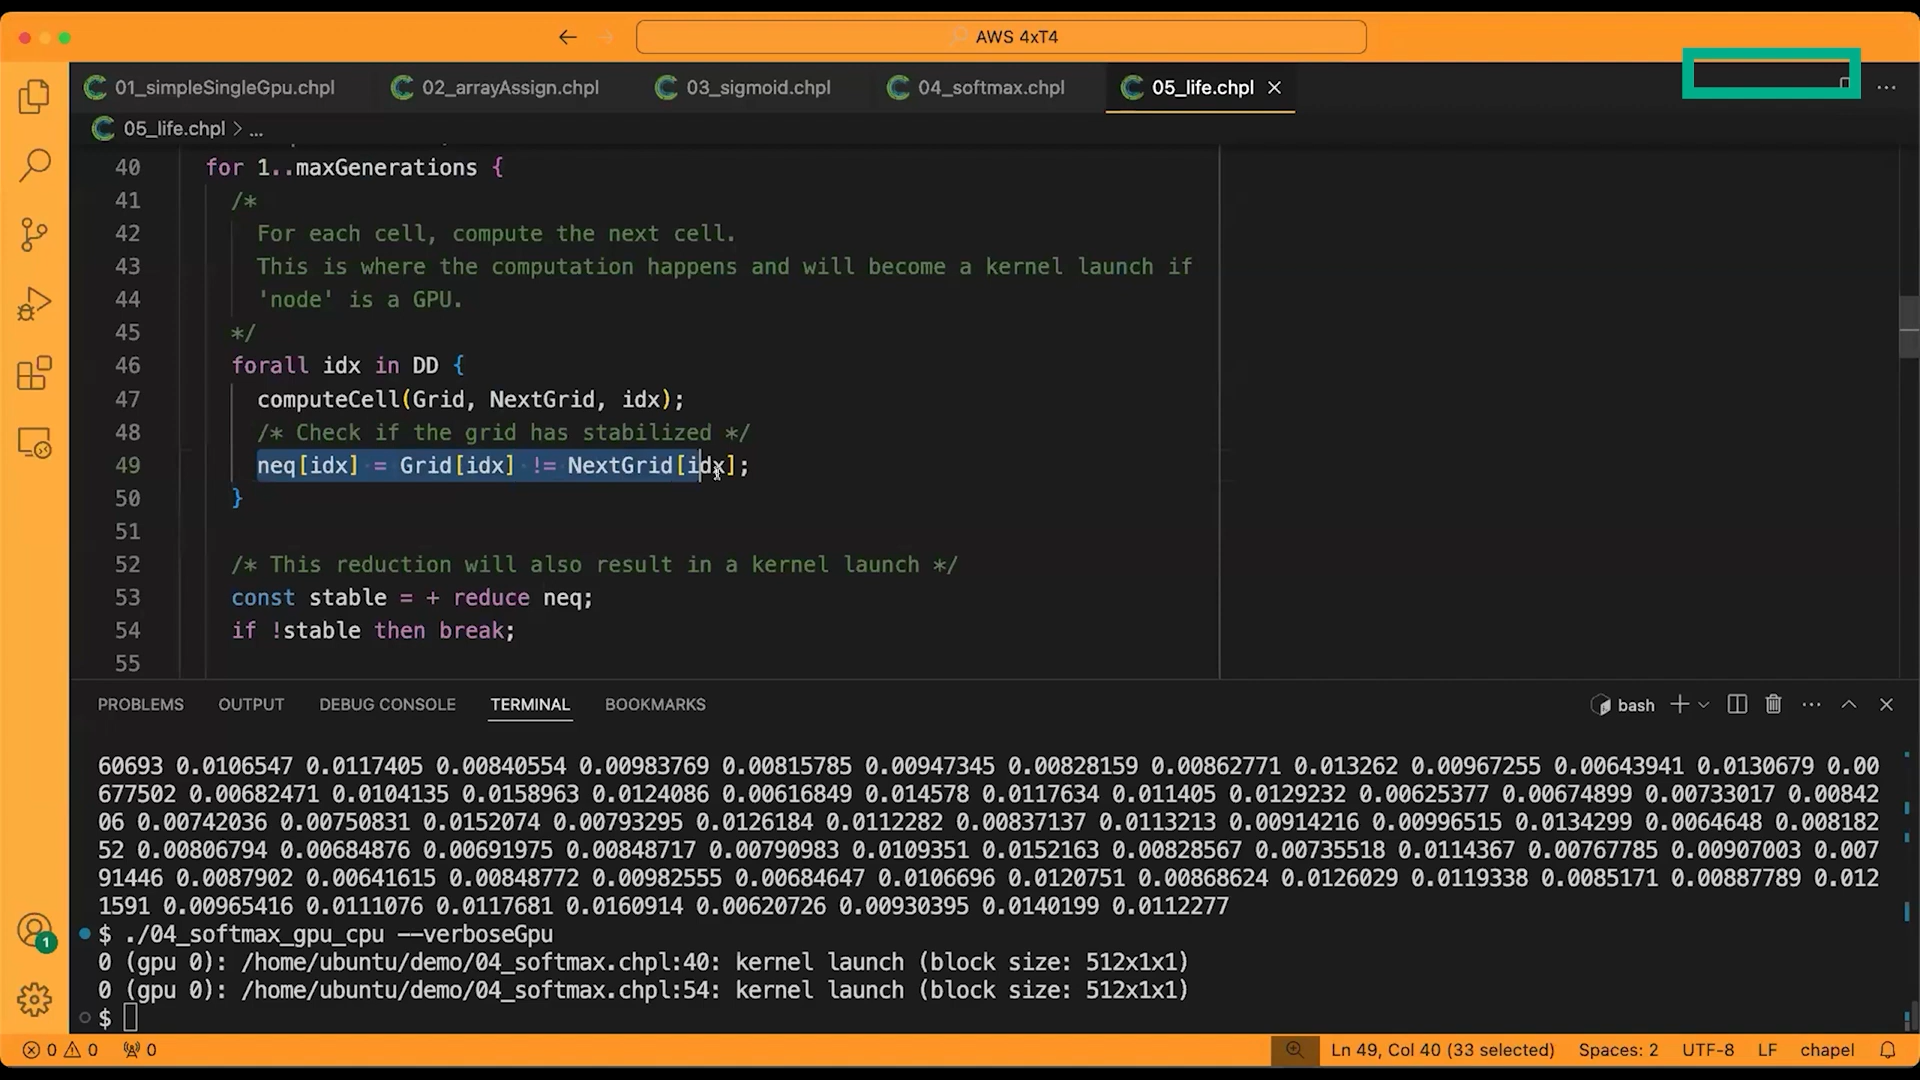 AWS 4xT4
01_simpleSingleGpu.chpl 02_arrayAssign.chpl 03_sigmoid.chpl 04_softmax.chpl 05_life.chpl
05_life.chpl > ...
40 for 1..maxGenerations {
41 /*
42 For each cell, compute the next cell.
43 This is where the computation happens and will become a kernel launch if
44 'node' is a GPU.
45 */
46 forall idx in DD {
47 computeCell(Grid, NextGrid, idx);
48 /* Check if the grid has stabilized */
49 neq[idx] = Grid[idx] != NextGrid[idx];
50 }
51
52 /* This reduction will also result in a kernel launch */
53 const stable = + reduce neq;
54 if !stable then break;
55
PROBLEMS OUTPUT DEBUG CONSOLE TERMINAL BOOKMARKS bash
60693 0.0106547 0.0117405 0.00840554 0.00983769 0.00815785 0.00947345 0.00828159 0.00862771 0.013262 0.00967255 0.00643941 0.0130679 0.00
677502 0.00682471 0.0104135 0.0158963 0.0124086 0.00616849 0.014578 0.0117634 0.011405 0.0129232 0.00625377 0.00674899 0.00733017 0.00842
06 0.00742036 0.00750831 0.0152074 0.00793295 0.0126184 0.0112282 0.00837137 0.0113213 0.00914216 0.00996515 0.0134299 0.0064648 0.008182
52 0.00806794 0.00684876 0.00691975 0.00848717 0.00790983 0.0109351 0.0152163 0.00828567 0.00735518 0.0114367 0.00767785 0.00907003 0.007
91446 0.0087902 0.00641615 0.00848772 0.00982555 0.00684647 0.0106696 0.0120751 0.00868624 0.0126029 0.0119338 0.0085171 0.00887789 0.012
1591 0.00965416 0.0111076 0.0117681 0.0160914 0.00620726 0.00930395 0.0140199 0.0112277
$ ./04_softmax_gpu_cpu --verboseGpu
0 (gpu 0): /home/ubuntu/demo/04_softmax.chpl:40: kernel launch (block size: 512x1x1)
0 (gpu 0): /home/ubuntu/demo/04_softmax.chpl:54: kernel launch (block size: 512x1x1)
$
1
0 0 0 Ln 49, Col 40 (33 selected) Spaces: 2 UTF-8 LF chapel